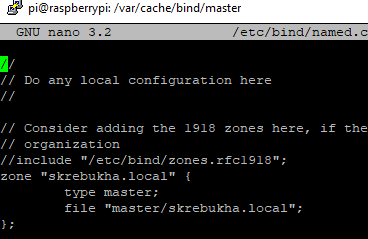 pi@raspberrypi: /var/cache/bind/master
GNU nano 3.2 /etc/bind/named.c
//
// Do any local configuration here
//
// Consider adding the 1918 zones here, if the
// organization
//include "/etc/bind/zones.rfc1918";
zone "skrebukha.local" {
type master;
file "master/skrebukha.local";
};